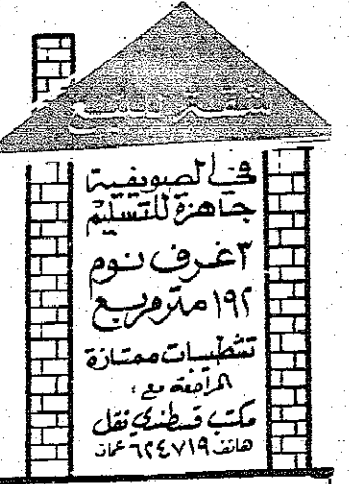 شقة للبيع
في الصويفية
جاهزة للتسليم
٣ غرف نوم
١٩٢ متر مربع
تشطيبات ممتازة
المراجعة مع :
مكتب قسطندي نقل
هاتف ٦٢٤٧١٩ عمان